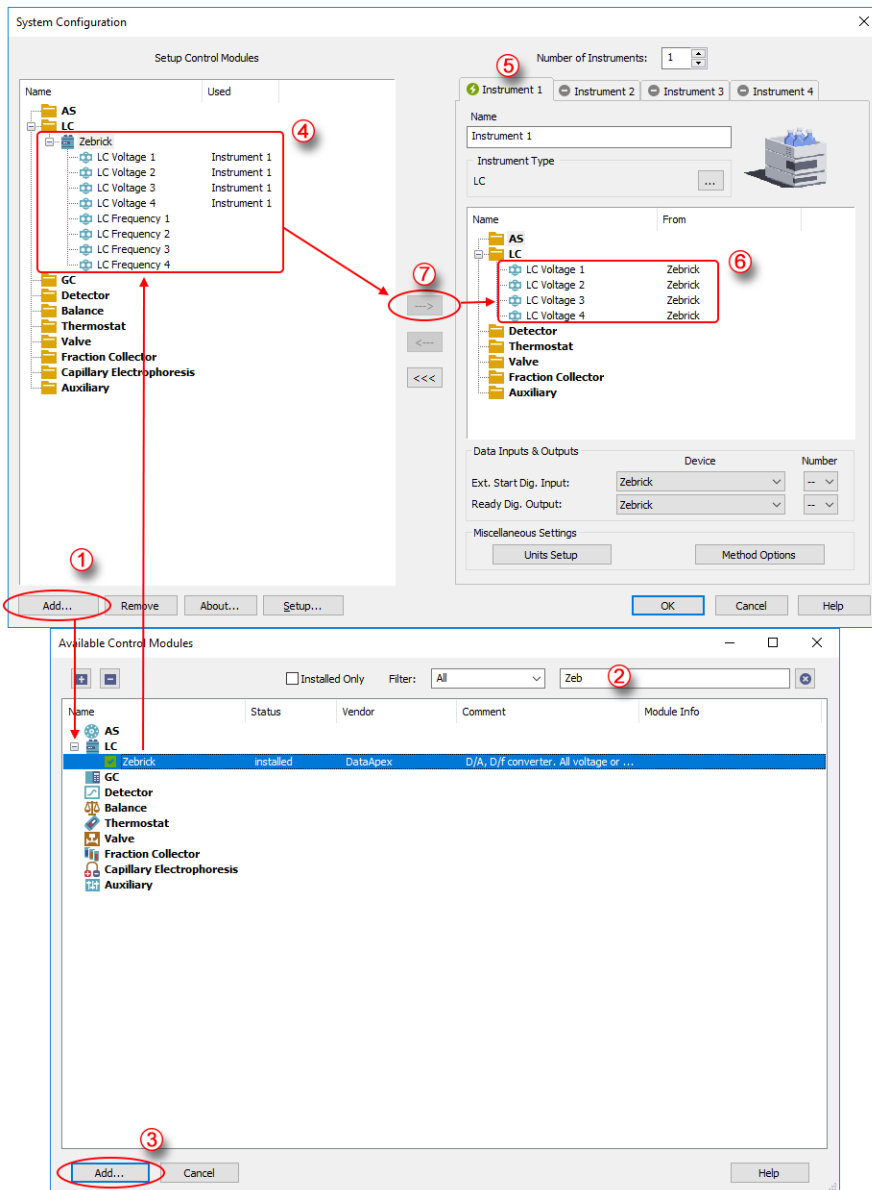 System Configuration
Setup Control Modules
Number of Instruments: 1
⑤
Instrument 1 Instrument 2 Instrument 3 Instrument 4
Name Used
AS
LC
④
Zebrick
LC Voltage 1 Instrument 1
LC Voltage 2 Instrument 1
LC Voltage 3 Instrument 1
LC Voltage 4 Instrument 1
LC Frequency 1
LC Frequency 2
LC Frequency 3
LC Frequency 4
GC
Detector
Balance
Thermostat
Valve
Fraction Collector
Capillary Electrophoresis
Auxiliary
⑦
--->
<---
<<<
Name
Instrument 1
Instrument Type
LC ...
Name From
AS
LC
⑥
LC Voltage 1 Zebrick
LC Voltage 2 Zebrick
LC Voltage 3 Zebrick
LC Voltage 4 Zebrick
Detector
Thermostat
Valve
Fraction Collector
Auxiliary
Data Inputs & Outputs
Device Number
Ext. Start Dig. Input: Zebrick --
Ready Dig. Output: Zebrick --
Miscellaneous Settings
Units Setup Method Options
①
Add... Remove About... Setup... OK Cancel Help
Available Control Modules
Installed Only Filter: All Zeb ②
Name Status Vendor Comment Module Info
AS
LC
Zebrick installed DataApex D/A, D/f converter. All voltage or ...
GC
Detector
Balance
Thermostat
Valve
Fraction Collector
Capillary Electrophoresis
Auxiliary
③
Add... Cancel Help